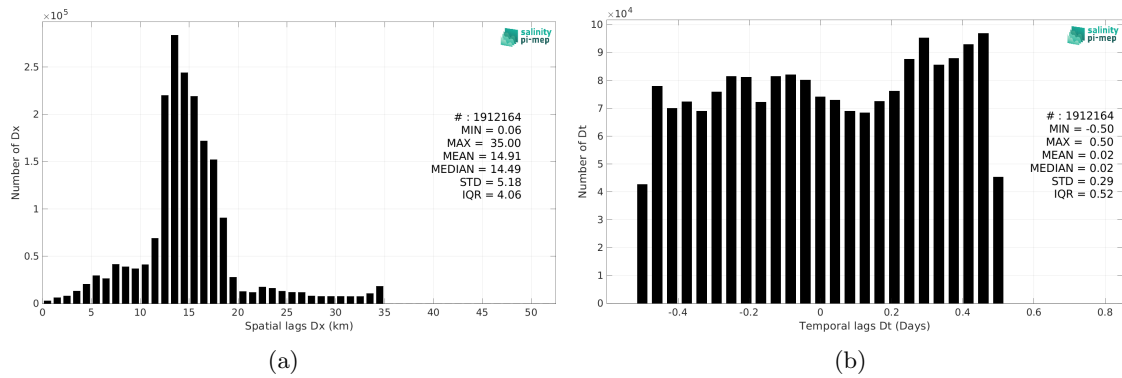 ×10⁵
2.5
2
1.5
1
0.5
0
0 5 10 15 20 25 30 35 40 45 50
Number of Dx
Spatial lags Dx (km)
salinity
pi-mep
# : 1912164
MIN = 0.06
MAX = 35.00
MEAN = 14.91
MEDIAN = 14.49
STD = 5.18
IQR = 4.06
(a)
×10⁴
10
9
8
7
6
5
4
3
2
1
0
-0.4 -0.2 0 0.2 0.4 0.6 0.8
Number of Dt
Temporal lags Dt (Days)
salinity
pi-mep
# : 1912164
MIN = -0.50
MAX = 0.50
MEAN = 0.02
MEDIAN = 0.02
STD = 0.29
IQR = 0.52
(b)